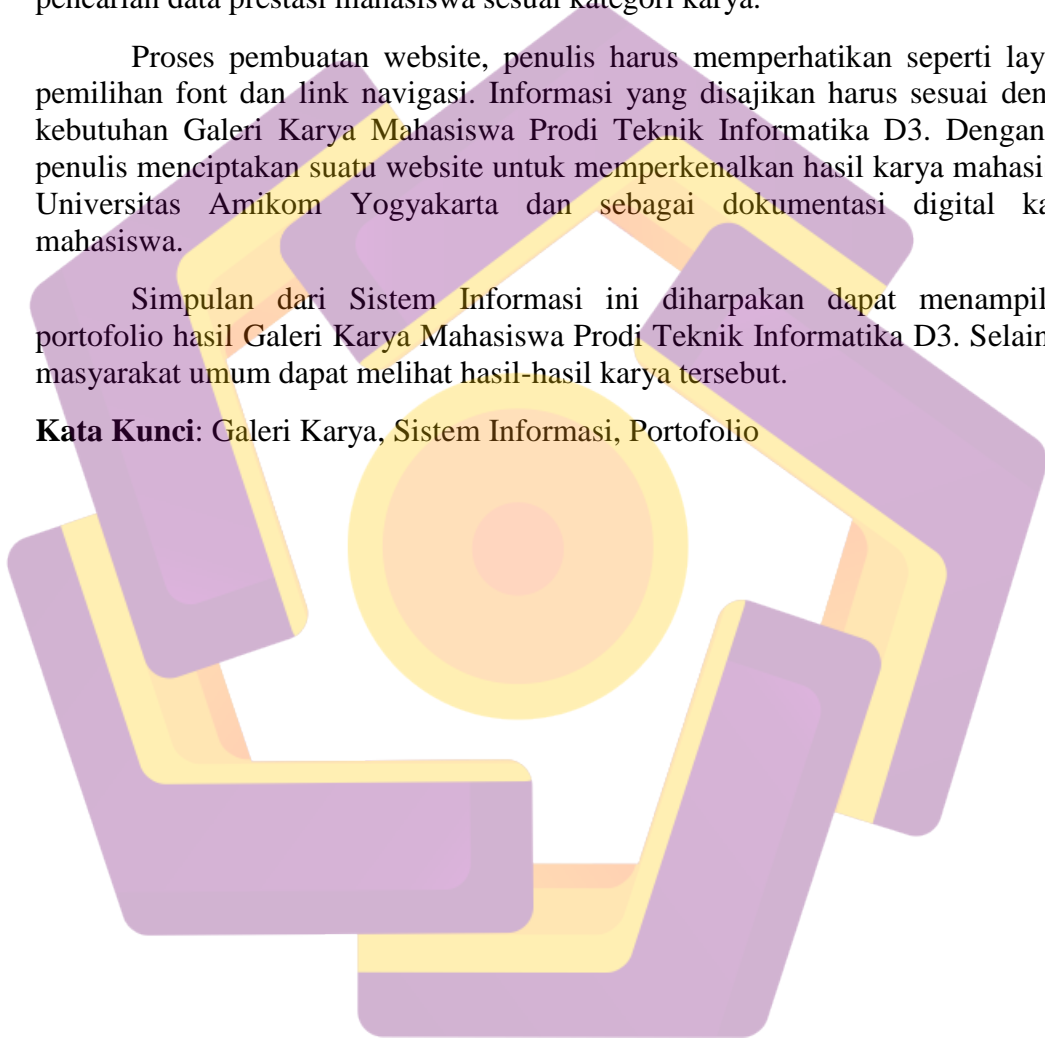 pencarian data prestasi mahasiswa sesuai kategori karya.
Proses pembuatan website, penulis harus memperhatikan seperti lay
pemilihan font dan link navigasi. Informasi yang disajikan harus sesuai den
kebutuhan Galeri Karya Mahasiswa Prodi Teknik Informatika D3. Dengan
penulis menciptakan suatu website untuk memperkenalkan hasil karya mahasi
Universitas Amikom Yogyakarta dan sebagai dokumentasi digital ka
mahasiswa.
Simpulan dari Sistem Informasi ini diharpakan dapat menampil
portofolio hasil Galeri Karya Mahasiswa Prodi Teknik Informatika D3. Selain
masyarakat umum dapat melihat hasil-hasil karya tersebut.
Kata Kunci: Galeri Karya, Sistem Informasi, Portofolio